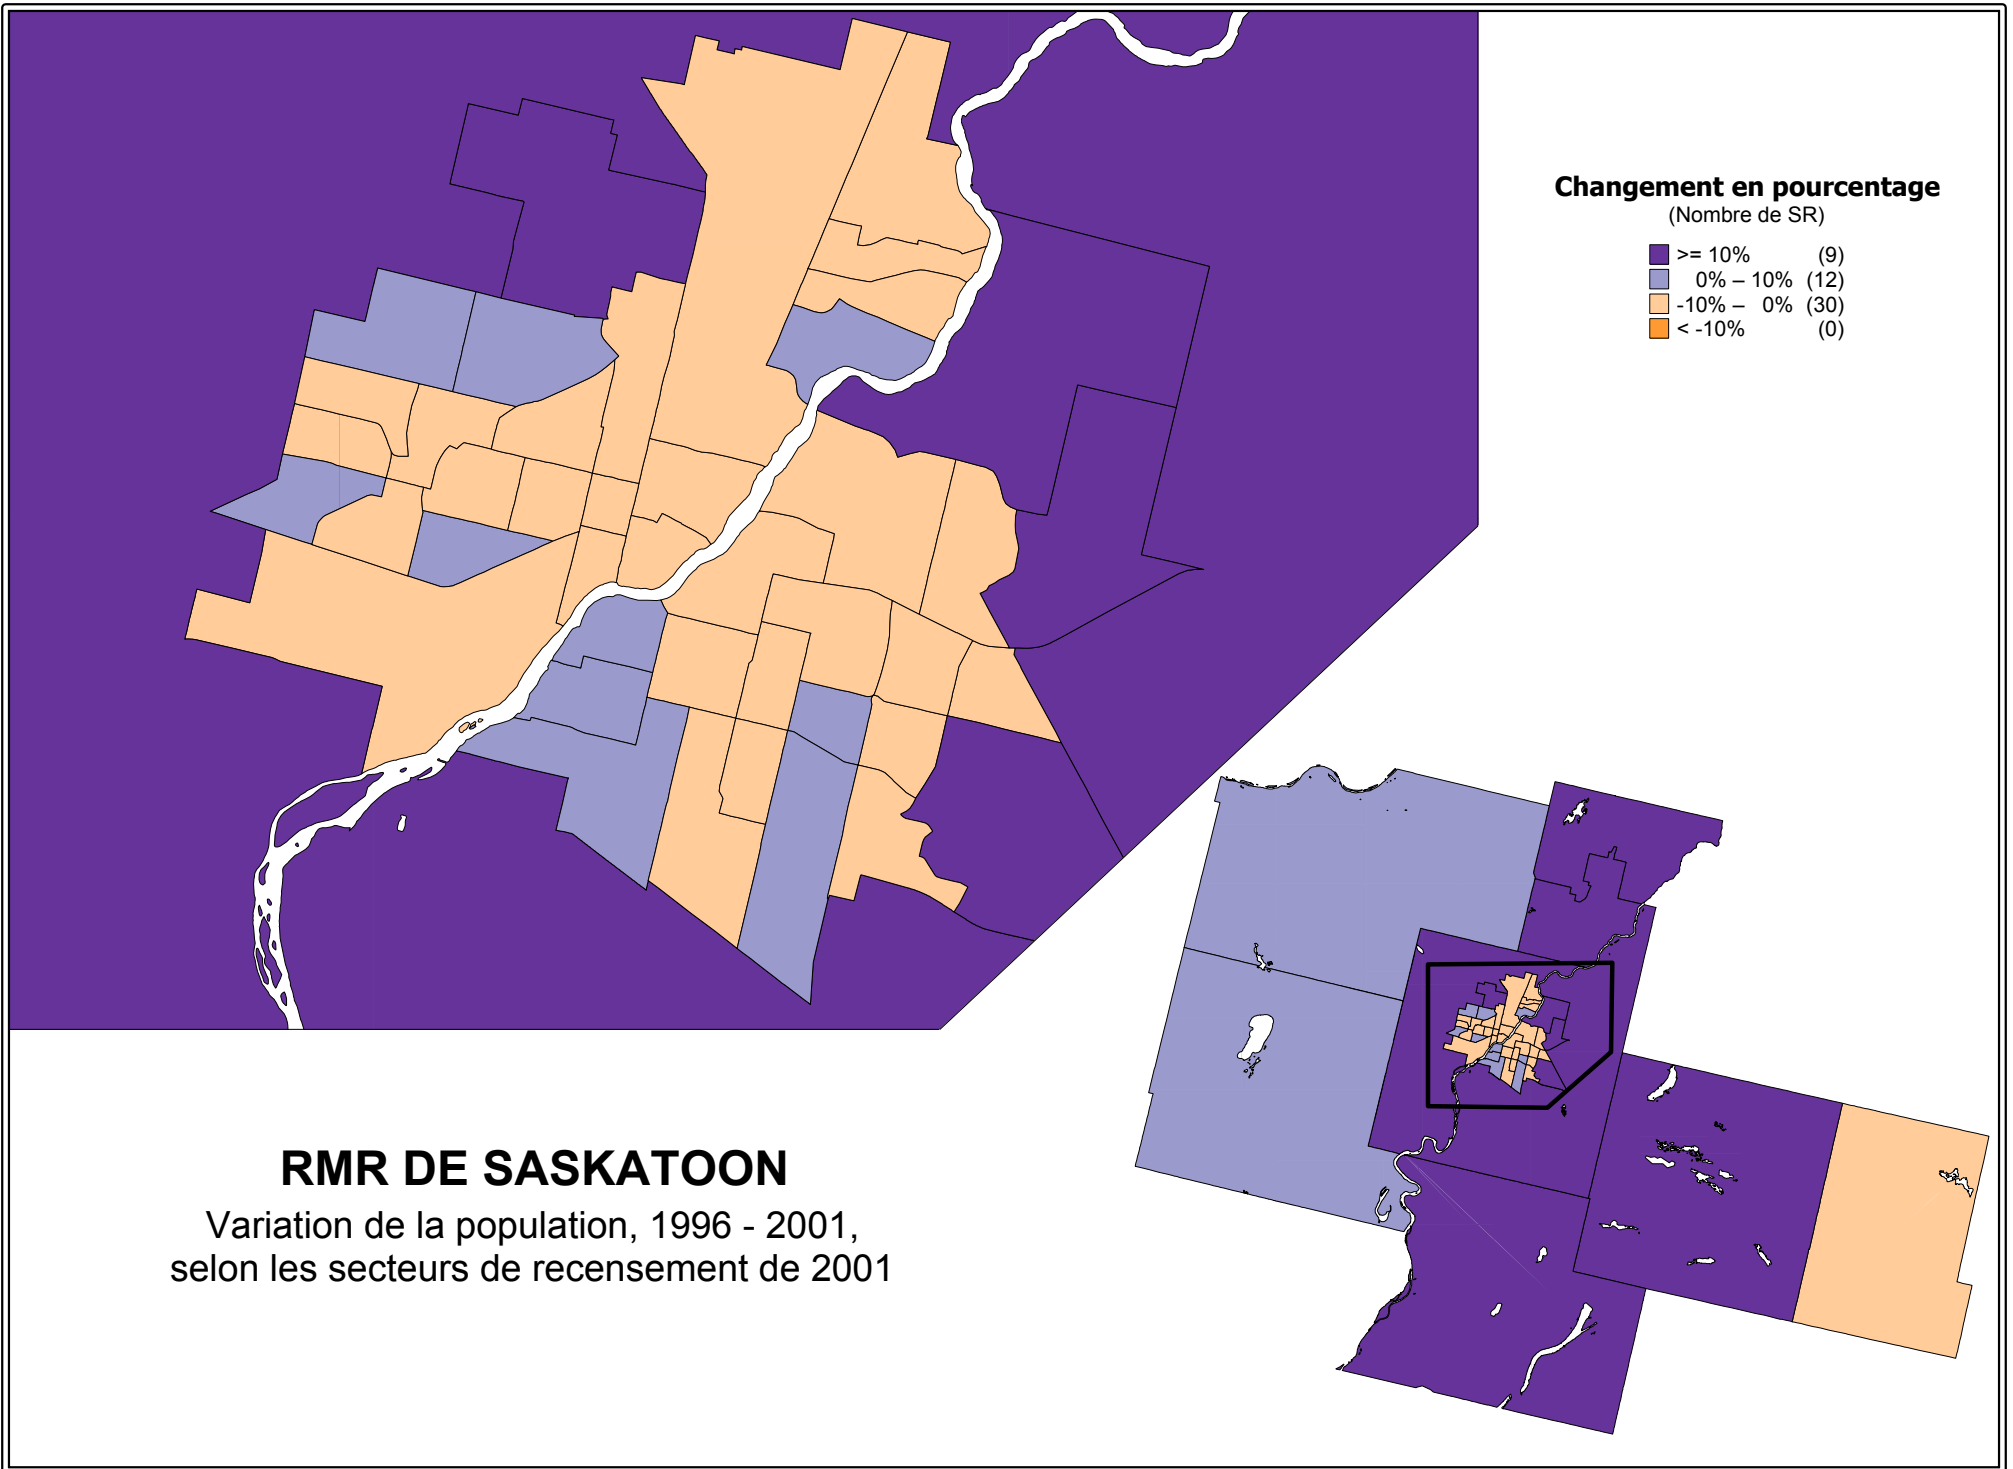 Changement en pourcentage
(Nombre de SR)
>= 10% (9)
0% – 10% (12)
-10% – 0% (30)
< -10% (0)
RMR DE SASKATOON
Variation de la population, 1996 - 2001,
selon les secteurs de recensement de 2001